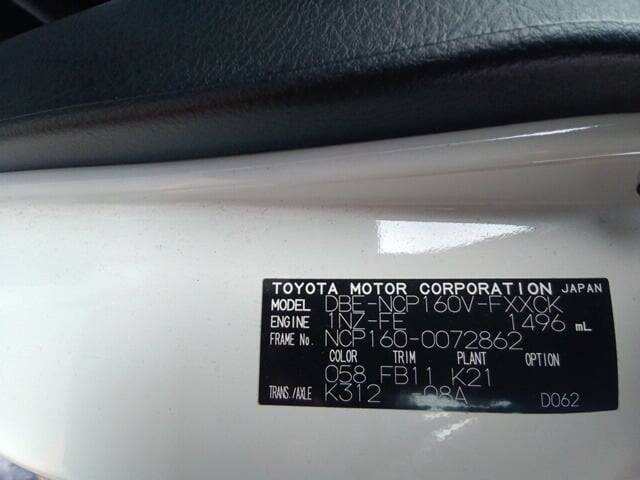 TOYOTA MOTOR CORPORATION JAPAN
MODEL DBE-NCP160V-FXXCK
ENGINE 1NZ-FE 1496 mL
FRAME No. NCP160-0072862
COLOR TRIM PLANT OPTION
058 FB11 K21
TRANS./AXLE K312 -08A D062